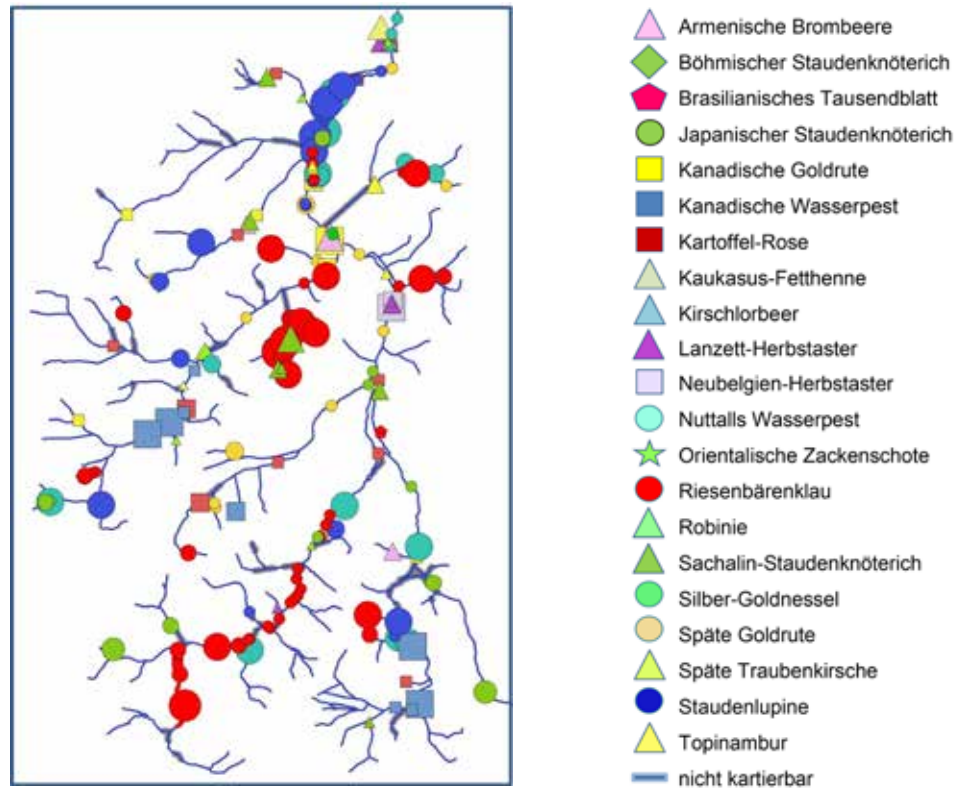 Armenische Brombeere
Böhmischer Staudenknöterich
Brasilianisches Tausendblatt
Japanischer Staudenknöterich
Kanadische Goldrute
Kanadische Wasserpest
Kartoffel-Rose
Kaukasus-Fetthenne
Kirschlorbeer
Lanzett-Herbstaster
Neubelgien-Herbstaster
Nuttalls Wasserpest
Orientalische Zackenschote
Riesenbärenklau
Robinie
Sachalin-Staudenknöterich
Silber-Goldnessel
Späte Goldrute
Späte Traubenkirsche
Staudenlupine
Topinambur
nicht kartierbar